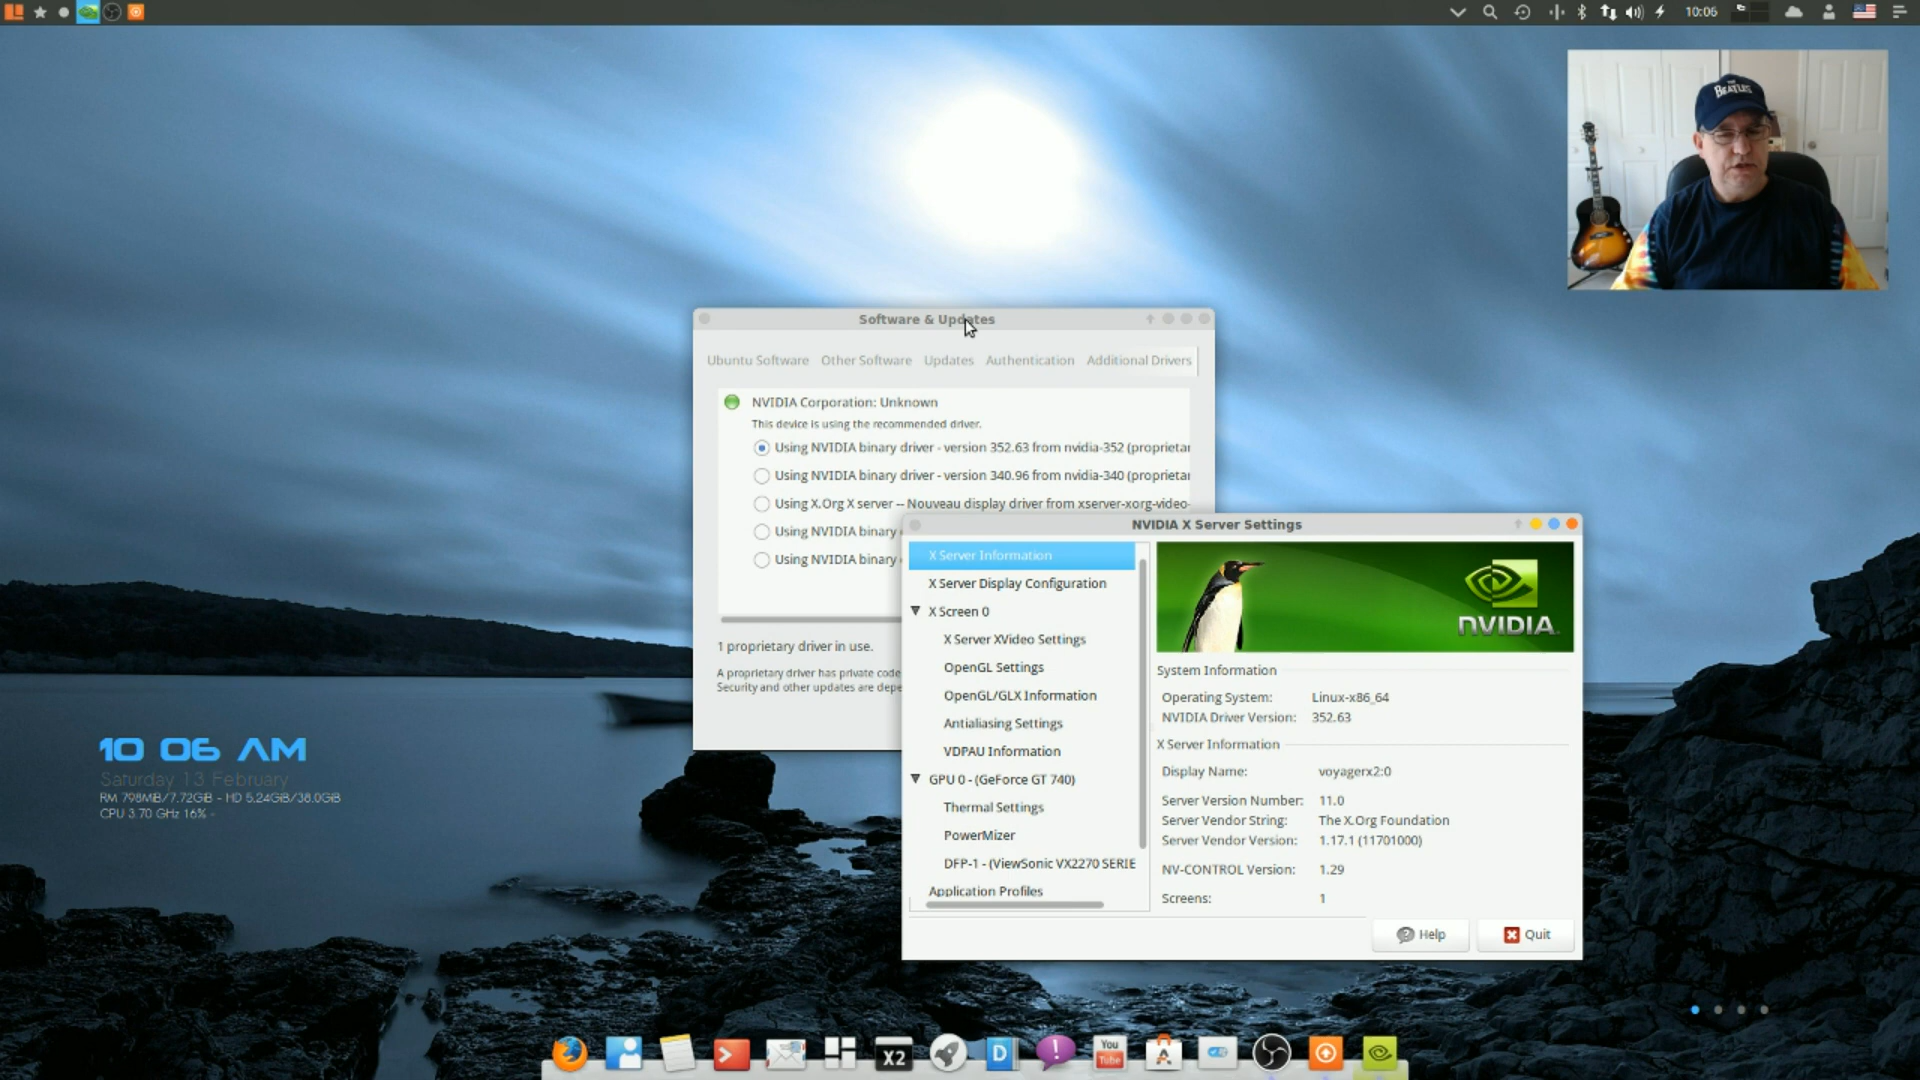 10:06
BEATLES
Software & Updates
Ubuntu Software Other Software Updates Authentication Additional Drivers
NVIDIA Corporation: Unknown
This device is using the recommended driver.
Using NVIDIA binary driver - version 352.63 from nvidia-352 (proprietar
Using NVIDIA binary driver - version 340.96 from nvidia-340 (proprietar
Using X.Org X server -- Nouveau display driver from xserver-xorg-video-
Using NVIDIA binary
Using NVIDIA binary
1 proprietary driver in use.
A proprietary driver has private code
Security and other updates are depe
NVIDIA X Server Settings
X Server Information
X Server Display Configuration
X Screen 0
X Server XVideo Settings
OpenGL Settings
OpenGL/GLX Information
Antialiasing Settings
VDPAU Information
GPU 0 - (GeForce GT 740)
Thermal Settings
PowerMizer
DFP-1 - (ViewSonic VX2270 SERIE
Application Profiles
NVIDIA
System Information
Operating System: Linux-x86_64
NVIDIA Driver Version: 352.63
X Server Information
Display Name: voyagerx2:0
Server Version Number: 11.0
Server Vendor String: The X.Org Foundation
Server Vendor Version: 1.17.1 (11701000)
NV-CONTROL Version: 1.29
Screens: 1
Help
Quit
10 06 AM
Saturday 13 February
RM 798MiB/7.72GiB - HD 5.24GiB/38.0GiB
CPU 3.70 GHz 16% -
X2
D
You
Tube
A